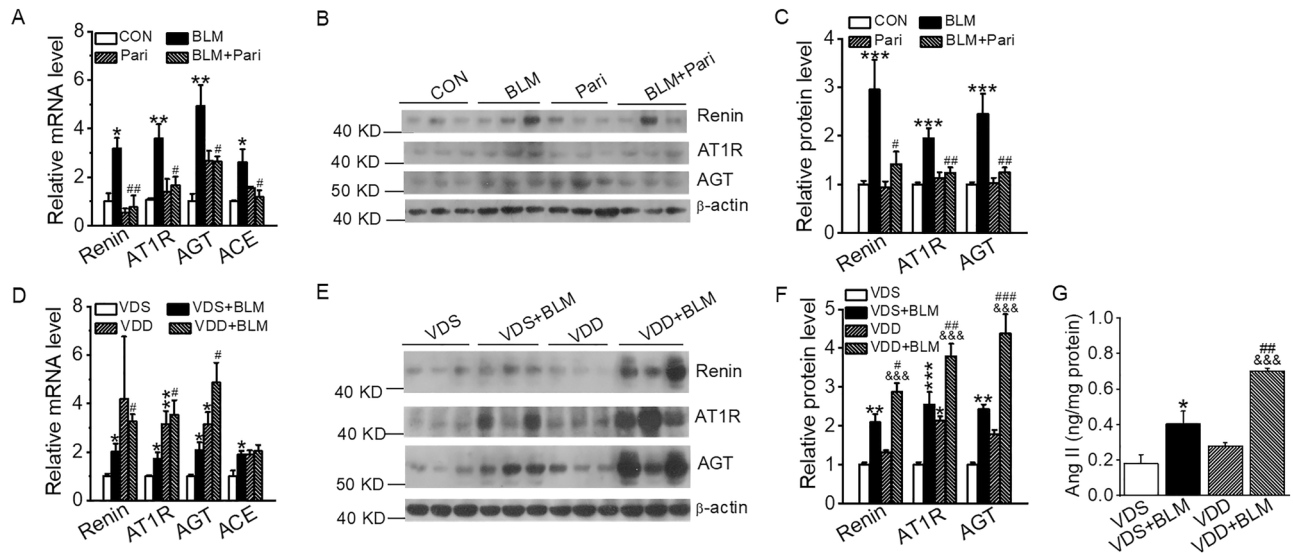 A
Relative mRNA level
8
6
4
2
0
CON
BLM
Pari
BLM+Pari
*
##
**
#
**
#
*
#
Renin
AT1R
AGT
ACE
B
CON
BLM
Pari
BLM+Pari
Renin
40 KD
AT1R
40 KD
AGT
50 KD
β-actin
40 KD
C
Relative protein level
4
3
2
1
0
CON
BLM
Pari
BLM+Pari
***
#
***
##
***
##
Renin
AT1R
AGT
D
Relative mRNA level
8
6
4
2
0
VDS
VDS+BLM
VDD
VDD+BLM
*
#
*
**
#
*
*
#
*
Renin
AT1R
AGT
ACE
E
VDS
VDS+BLM
VDD
VDD+BLM
Renin
40 KD
AT1R
40 KD
AGT
50 KD
β-actin
40 KD
F
Relative protein level
5
4
3
2
1
0
VDS
VDS+BLM
VDD
VDD+BLM
**
#
&&&
****
*
##
&&&
**
###
&&&
Renin
AT1R
AGT
G
Ang II (ng/mg protein)
1.0
0.8
0.6
0.4
0.2
0.0
*
##
&&&
VDS
VDS+BLM
VDD
VDD+BLM